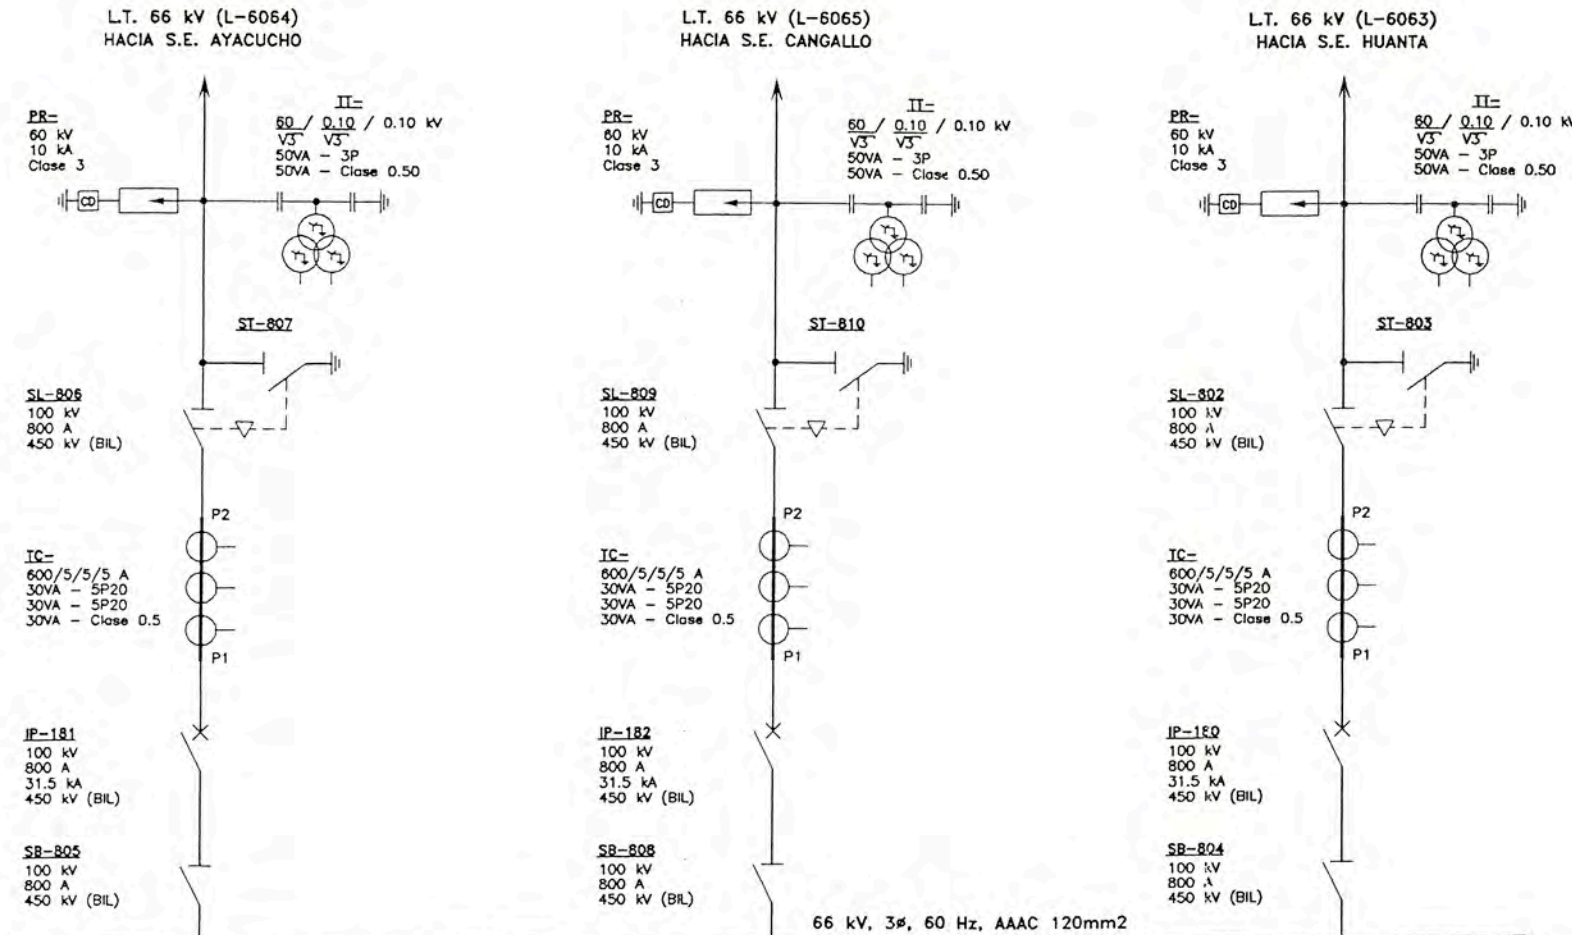 L.T. 66 kV (L-6064)
HACIA S.E. AYACUCHO
PR-
60 kV
10 kA
Clase 3
TT-
60 / 0.10 / 0.10 kV
√3 √3
50VA - 3P
50VA - Clase 0.50
CD
ST-807
SL-806
100 kV
800 A
450 kV (BIL)
P2
TC-
600/5/5/5 A
30VA - 5P20
30VA - 5P20
30VA - Clase 0.5
P1
IP-181
100 kV
800 A
31.5 kA
450 kV (BIL)
SB-805
100 kV
800 A
450 kV (BIL)
L.T. 66 kV (L-6065)
HACIA S.E. CANGALLO
PR-
60 kV
10 kA
Clase 3
TT-
60 / 0.10 / 0.10 kV
√3 √3
50VA - 3P
50VA - Clase 0.50
CD
ST-810
SL-809
100 kV
800 A
450 kV (BIL)
P2
TC-
600/5/5/5 A
30VA - 5P20
30VA - 5P20
30VA - Clase 0.5
P1
IP-182
100 kV
800 A
31.5 kA
450 kV (BIL)
SB-808
100 kV
800 A
450 kV (BIL)
L.T. 66 kV (L-6063)
HACIA S.E. HUANTA
PR-
60 kV
10 kA
Clase 3
TT-
60 / 0.10 / 0.10 kV
√3 √3
50VA - 3P
50VA - Clase 0.50
CD
ST-803
SL-802
100 kV
800 A
450 kV (BIL)
P2
TC-
600/5/5/5 A
30VA - 5P20
30VA - 5P20
30VA - Clase 0.5
P1
IP-180
100 kV
800 A
31.5 kA
450 kV (BIL)
SB-804
100 kV
800 A
450 kV (BIL)
66 kV, 3ø, 60 Hz, AAAC 120mm2